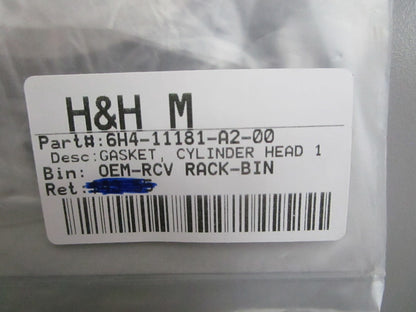 H&H M
Part#:6H4-11181-A2-00
Desc:GASKET, CYLINDER HEAD 1
Bin: OEM-RCV RACK-BIN
Ret: